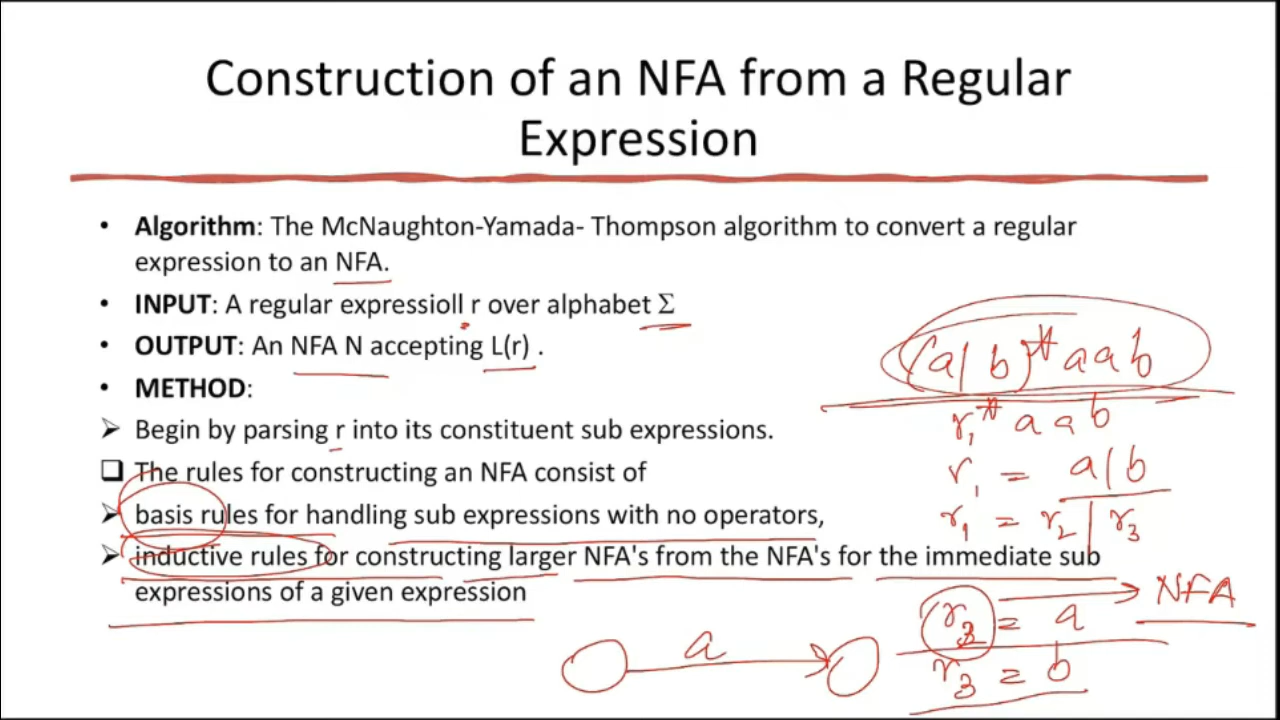 Construction of an NFA from a Regular
Expression
• Algorithm: The McNaughton-Yamada- Thompson algorithm to convert a regular
expression to an NFA.
• INPUT: A regular expressioll r over alphabet Σ
• OUTPUT: An NFA N accepting L(r) .
• METHOD:
➢ Begin by parsing r into its constituent sub expressions.
❑ The rules for constructing an NFA consist of
➢ basis rules for handling sub expressions with no operators,
➢ inductive rules for constructing larger NFA's from the NFA's for the immediate sub
expressions of a given expression
(a|b)*aab
r₁* a a b
r₁ = a|b
r₁ = r₂ | r₃
= a → NFA
r₃ = b
a